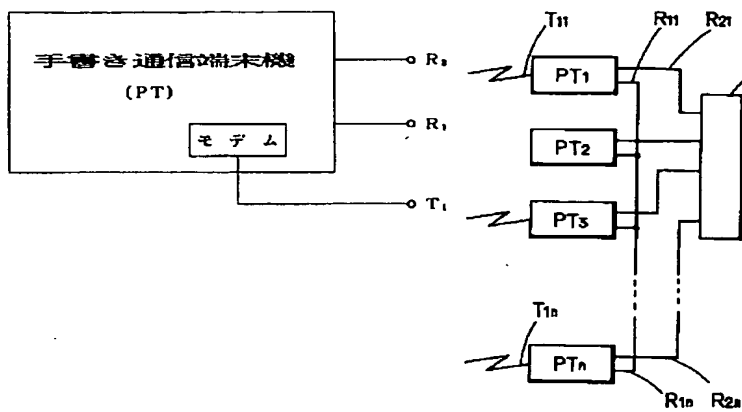 手書き通信端末機
(PT)
モデム
R₂
R₁
T₁
T₁₁
R₁₁
R₂₁
PT₁
PT₂
PT₃
T₁ₙ
PTₙ
R₁ₙ
R₂ₙ